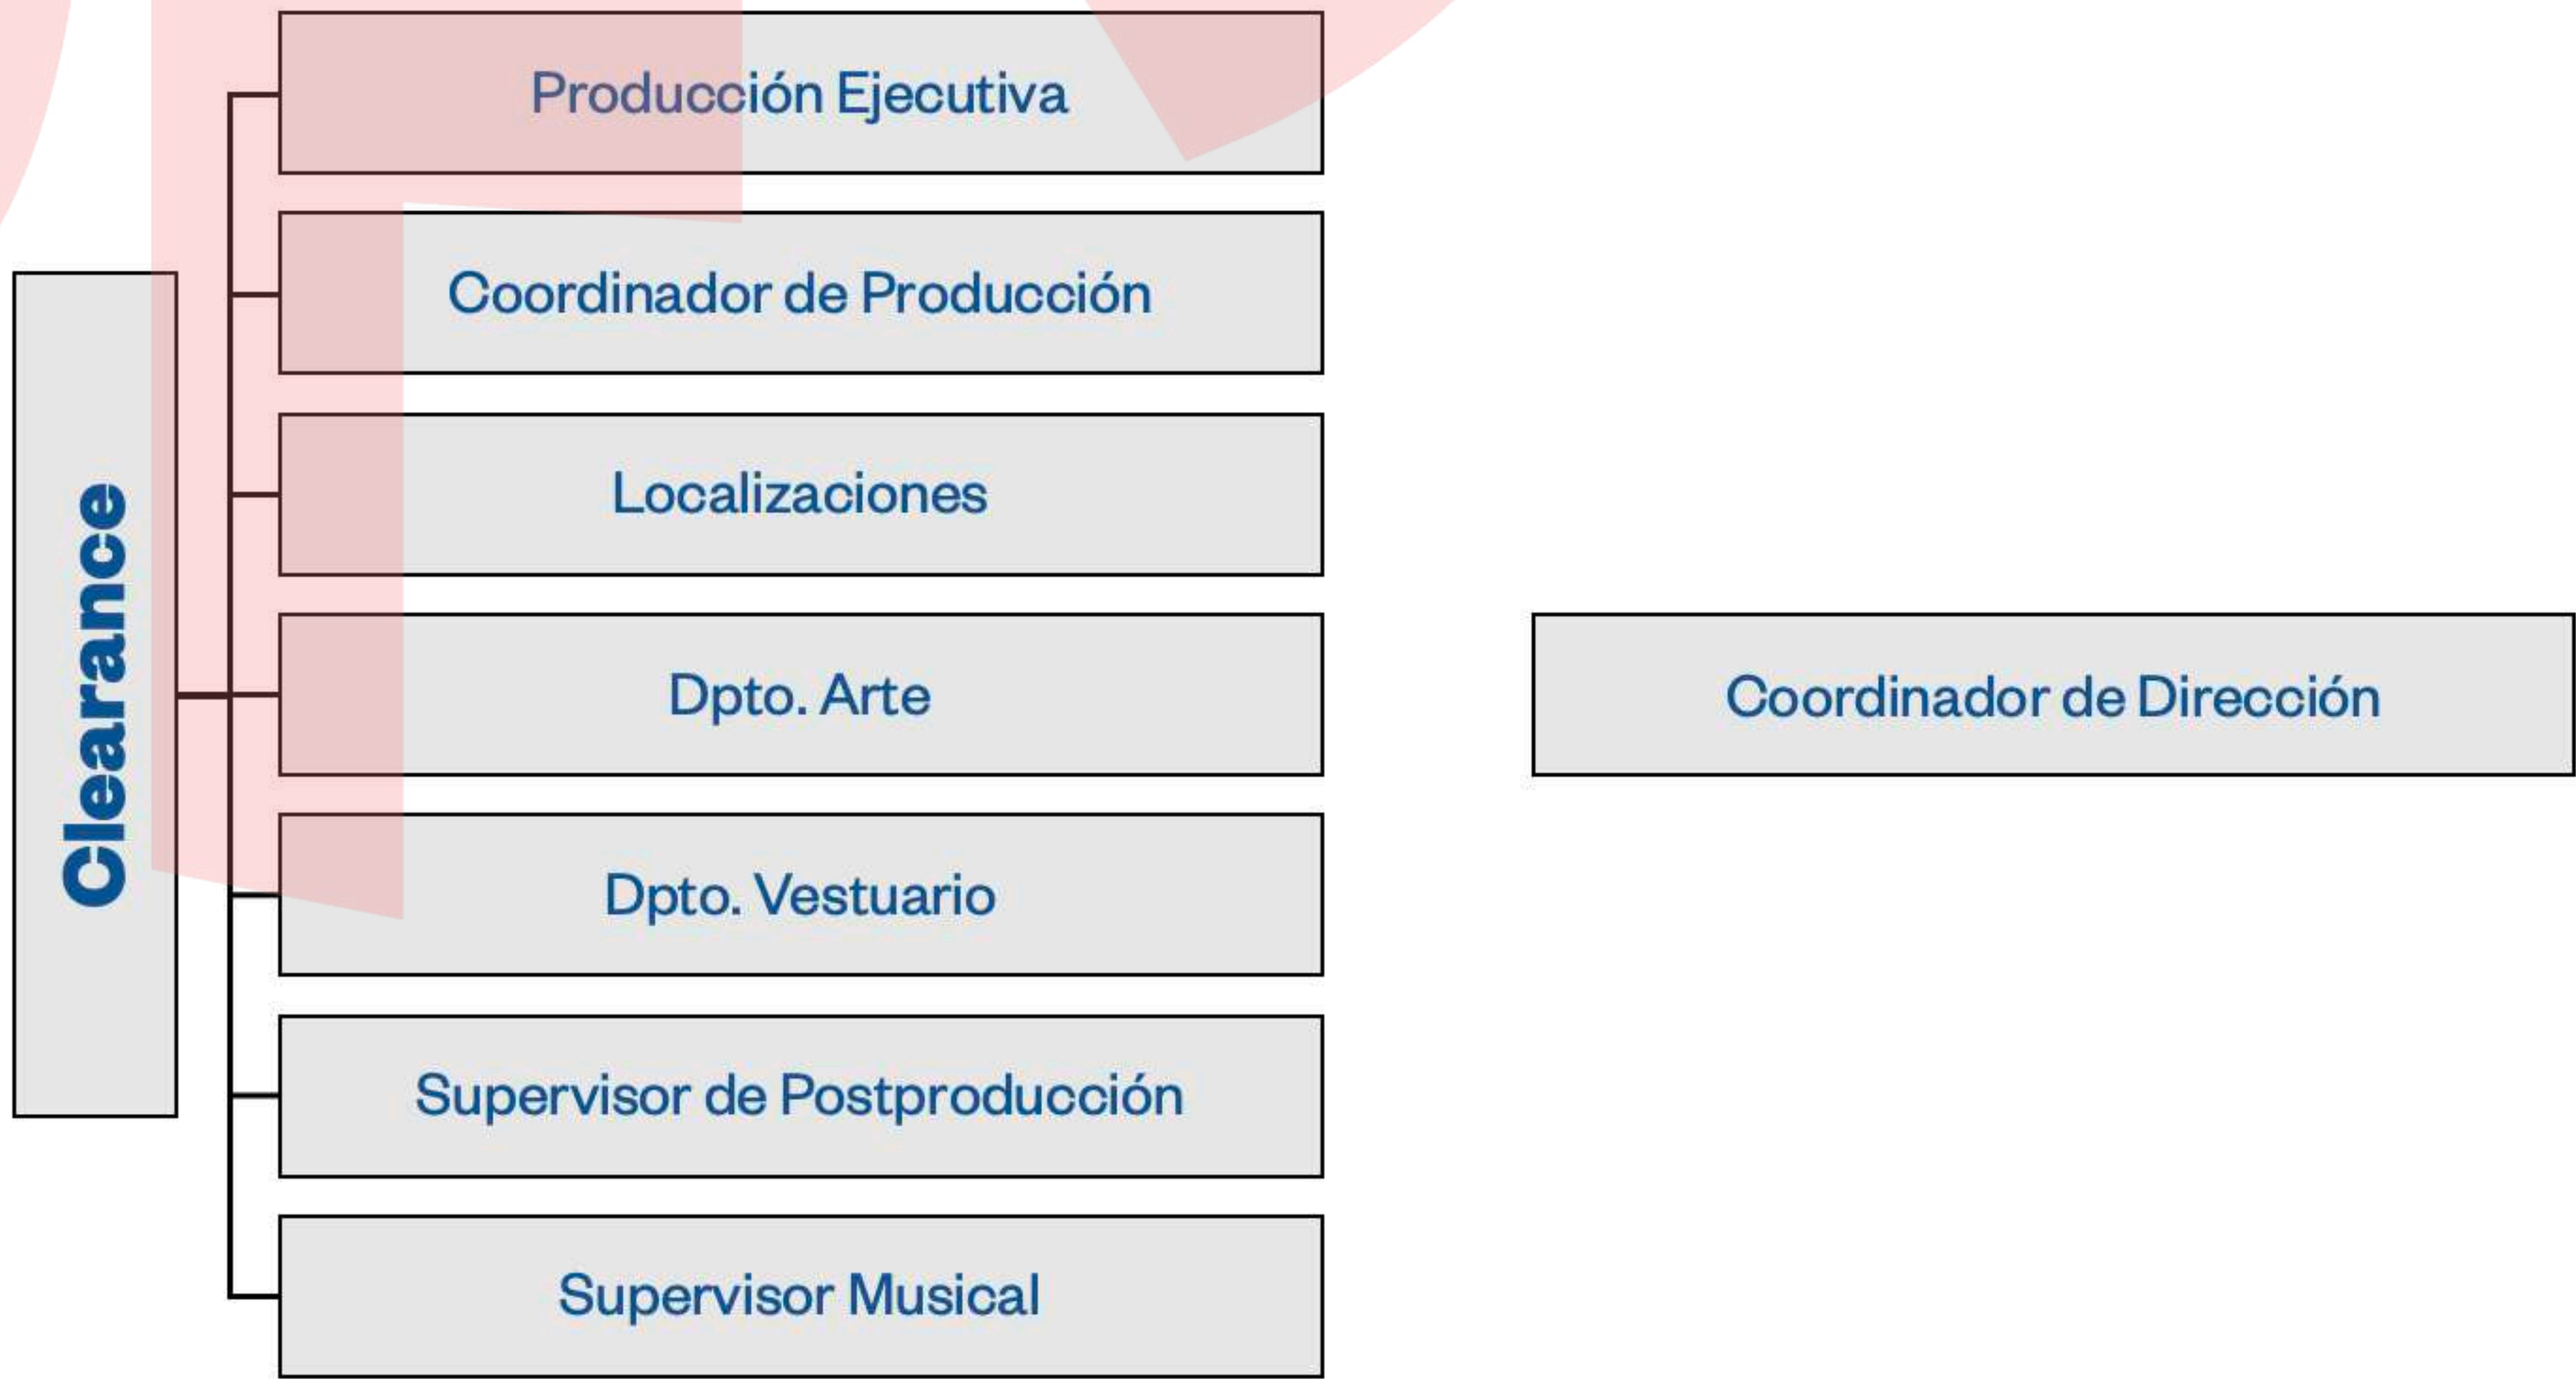 Clearance
Producción Ejecutiva
Coordinador de Producción
Localizaciones
Dpto. Arte
Coordinador de Dirección
Dpto. Vestuario
Supervisor de Postproducción
Supervisor Musical